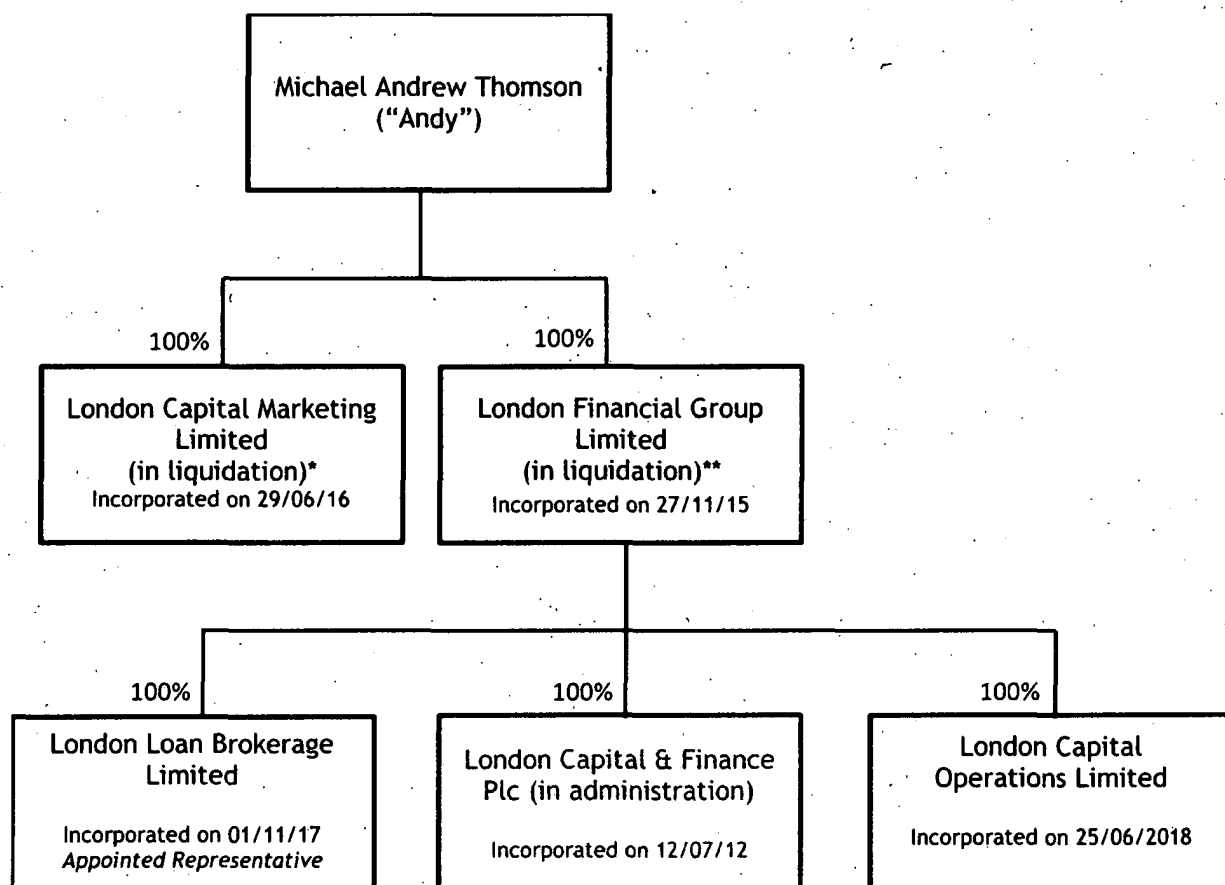 Michael Andrew Thomson
("Andy")
100%
100%
London Capital Marketing
Limited
(in liquidation)*
Incorporated on 29/06/16
London Financial Group
Limited
(in liquidation)**
Incorporated on 27/11/15
100%
100%
100%
London Loan Brokerage
Limited
Incorporated on 01/11/17
Appointed Representative
London Capital & Finance
Plc (in administration)
Incorporated on 12/07/12
London Capital
Operations Limited
Incorporated on 25/06/2018